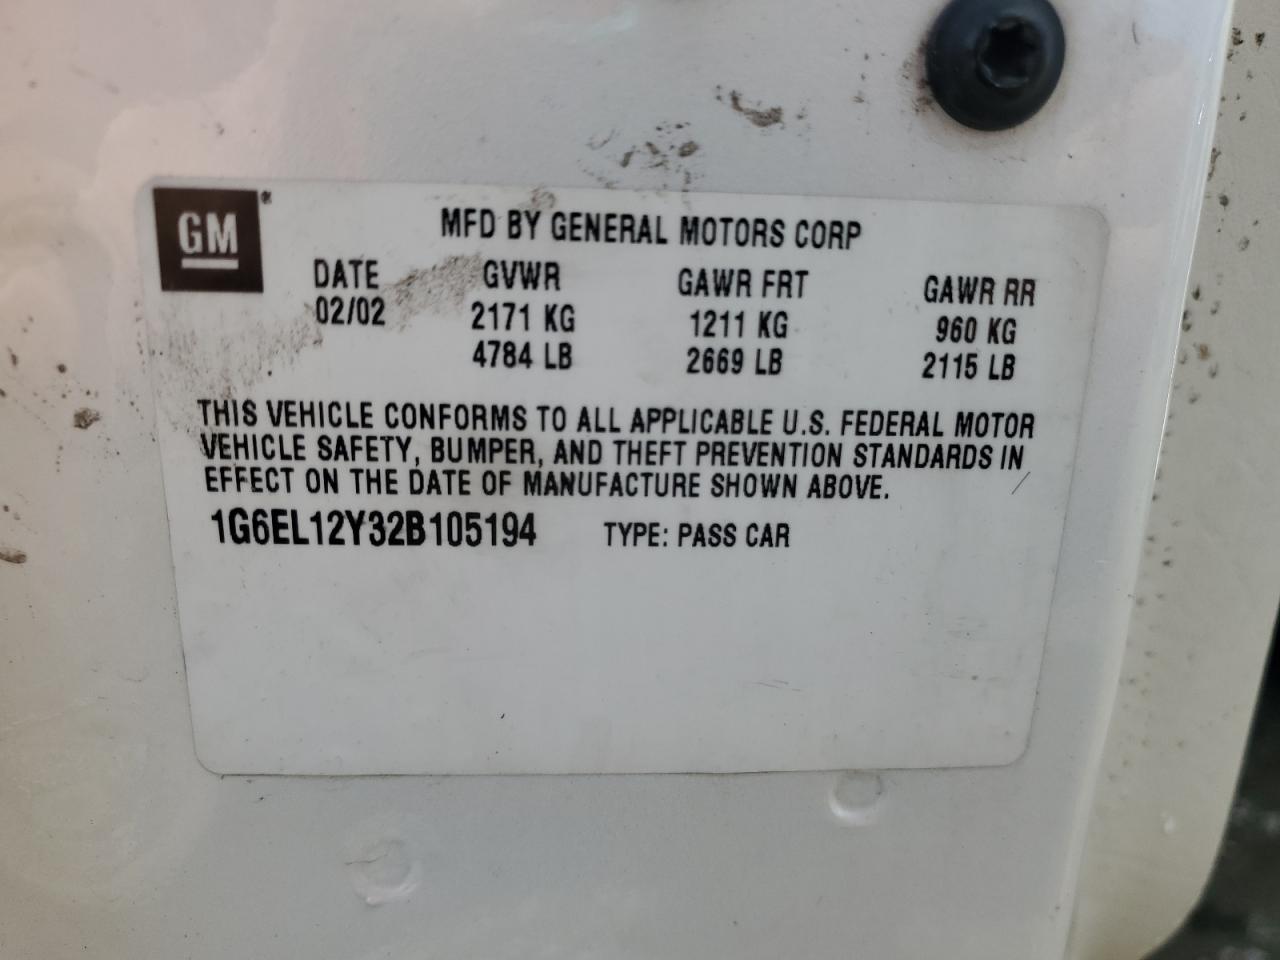 GM®
MFD BY GENERAL MOTORS CORP
DATE GVWR GAWR FRT GAWR RR
02/02 2171 KG 1211 KG 960 KG
4784 LB 2669 LB 2115 LB
THIS VEHICLE CONFORMS TO ALL APPLICABLE U.S. FEDERAL MOTOR
VEHICLE SAFETY, BUMPER, AND THEFT PREVENTION STANDARDS IN
EFFECT ON THE DATE OF MANUFACTURE SHOWN ABOVE.
1G6EL12Y32B105194 TYPE: PASS CAR